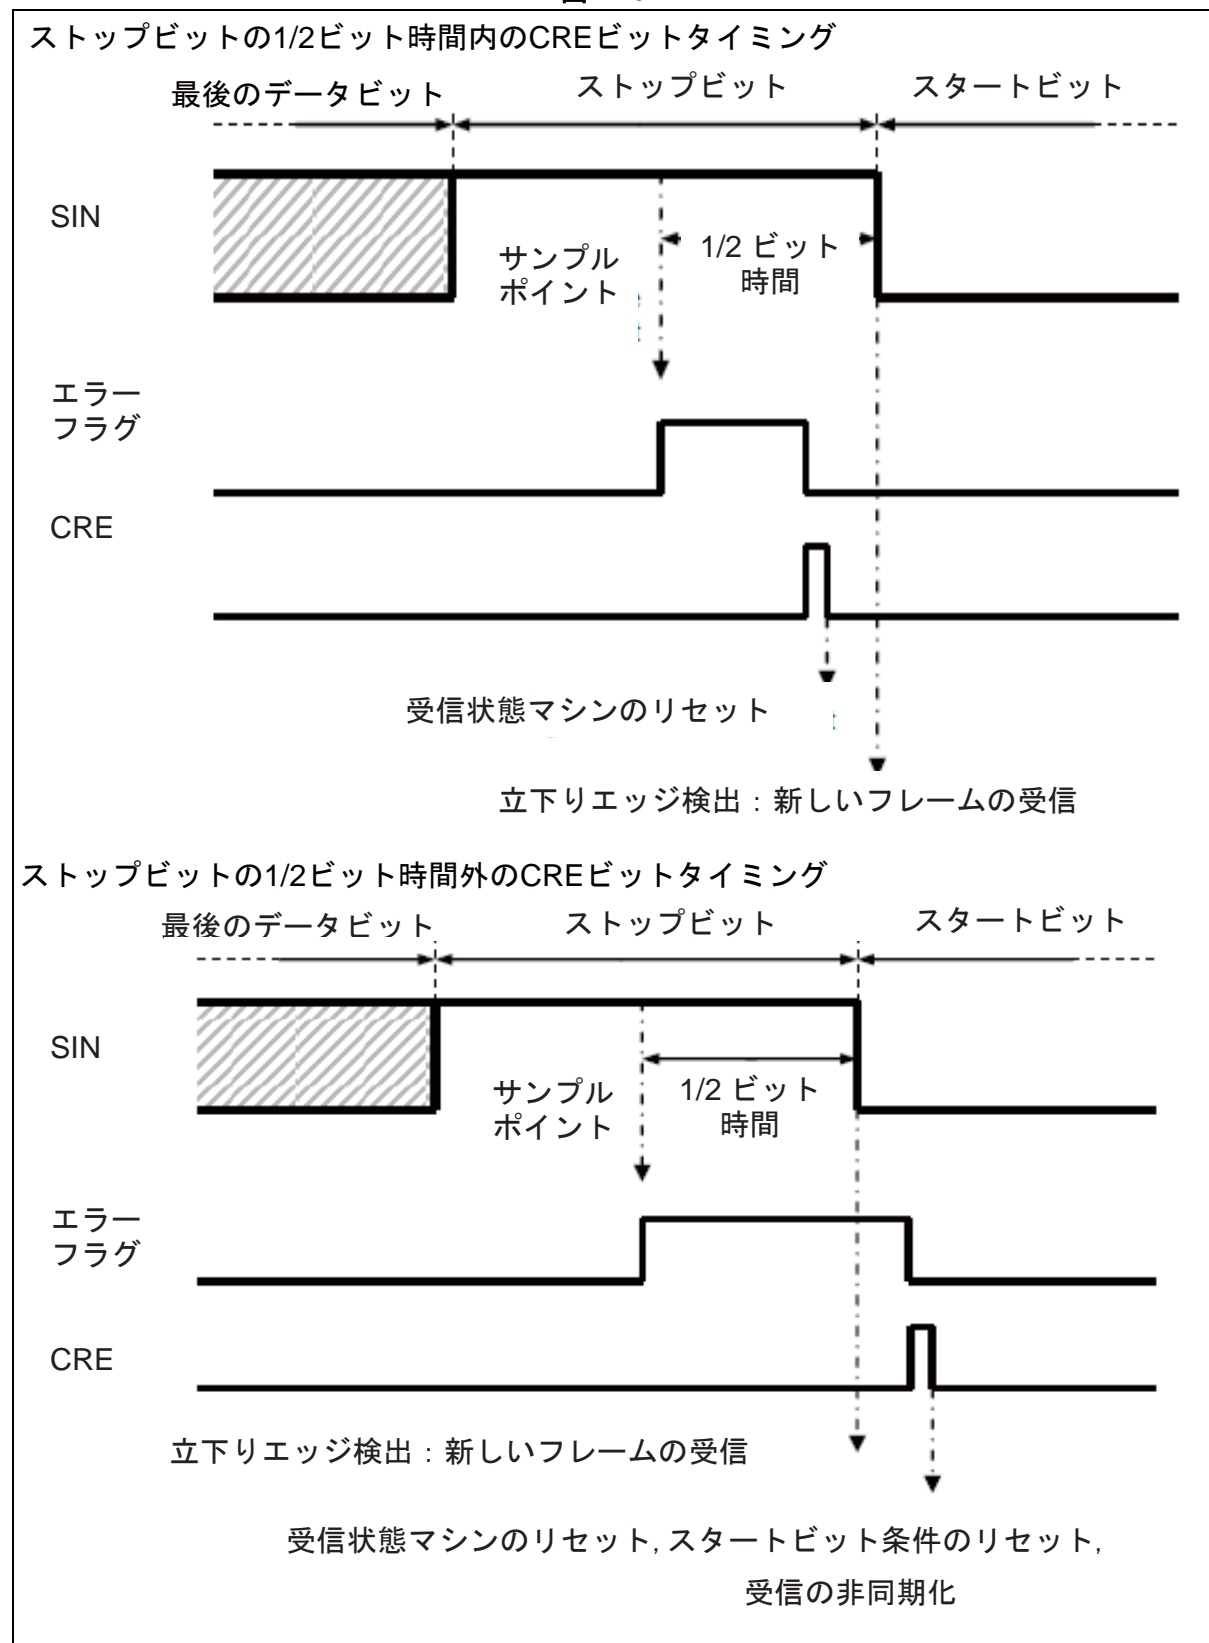 ストップビットの1/2ビット時間内のCREビットタイミング
最後のデータビット
ストップビット
スタートビット
SIN
サンプル
ポイント
1/2 ビット
時間
エラー
フラグ
CRE
受信状態マシンのリセット
立下りエッジ検出：新しいフレームの受信
ストップビットの1/2ビット時間外のCREビットタイミング
最後のデータビット
ストップビット
スタートビット
SIN
サンプル
ポイント
1/2 ビット
時間
エラー
フラグ
CRE
立下りエッジ検出：新しいフレームの受信
受信状態マシンのリセット, スタートビット条件のリセット,
受信の非同期化